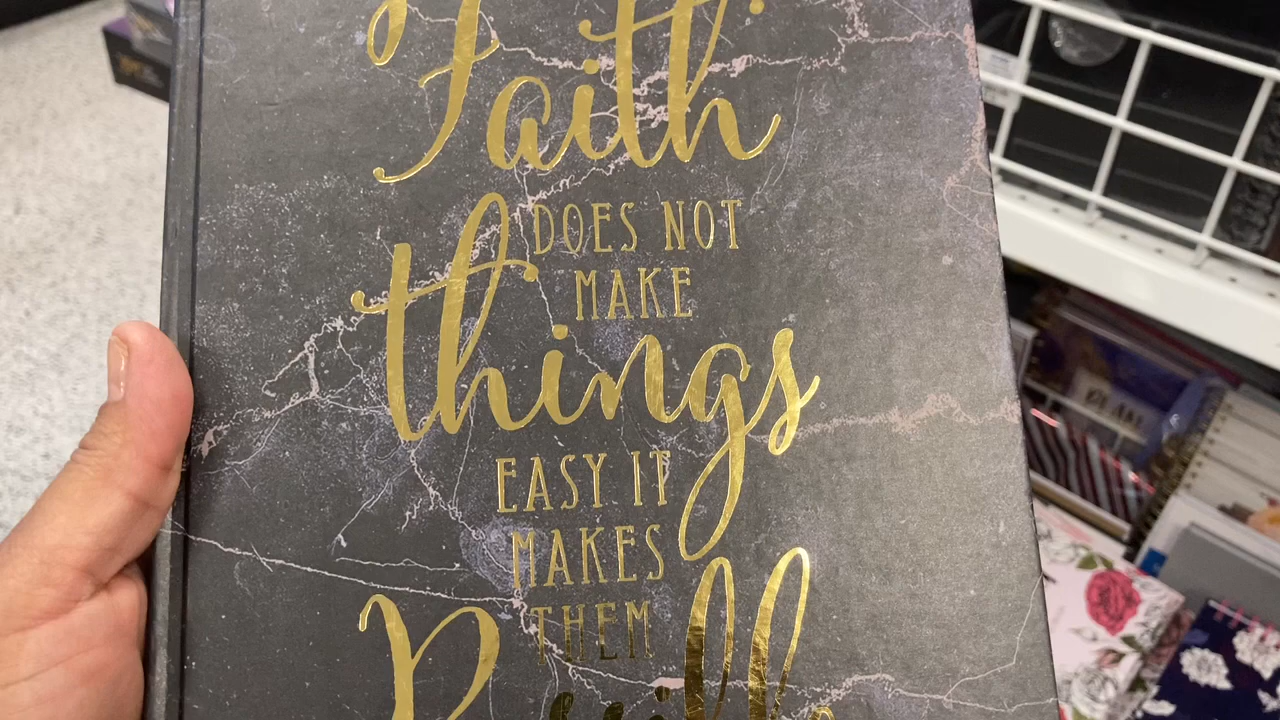 Faith
DOES NOT
MAKE
things
EASY IT
MAKES
THEM